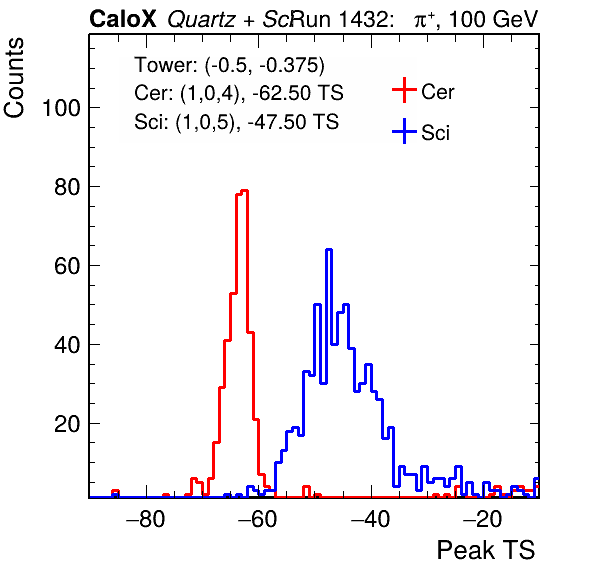 CaloX Quartz + ScRun 1432: π⁺, 100 GeV
Counts
Tower: (-0.5, -0.375)
Cer: (1,0,4), -62.50 TS
Sci: (1,0,5), -47.50 TS
Cer
Sci
100
80
60
40
20
−80 −60 −40 −20
Peak TS